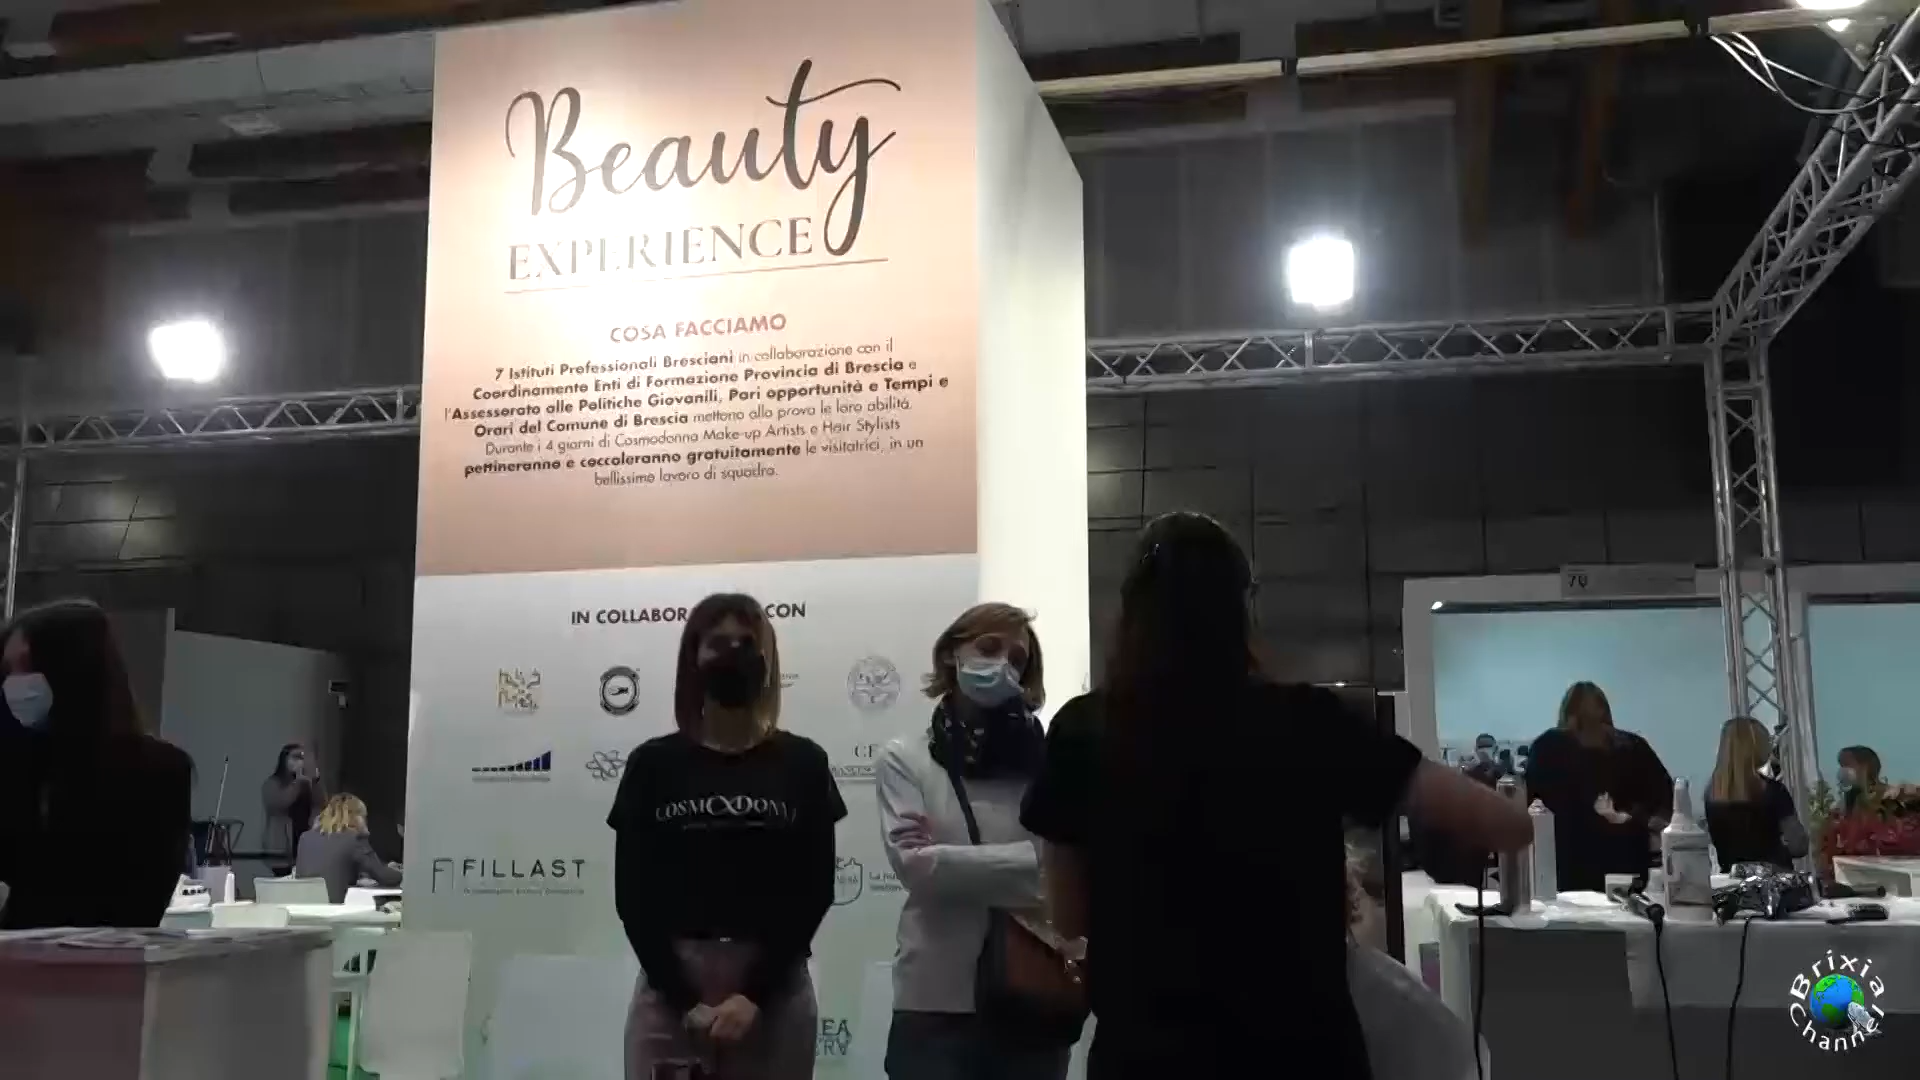 Beauty
EXPERIENCE
COSA FACCIAMO
7 Istituti Professionali Bresciani in collaborazione con il
Coordinamento Enti di Formazione Provincia di Brescia e
l'Assessorato alle Politiche Giovanili, Pari opportunità e Tempi e
Orari del Comune di Brescia mettono alla prova le loro abilità.
Durante i 4 giorni di Cosmodonna Make-up Artists e Hair Stylists
pettineranno e coccoleranno gratuitamente le visitatrici, in un
bellissimo lavoro di squadra.
IN COLLABOR CON
FILLAST
COSMODONN
70
Brixia
Channel